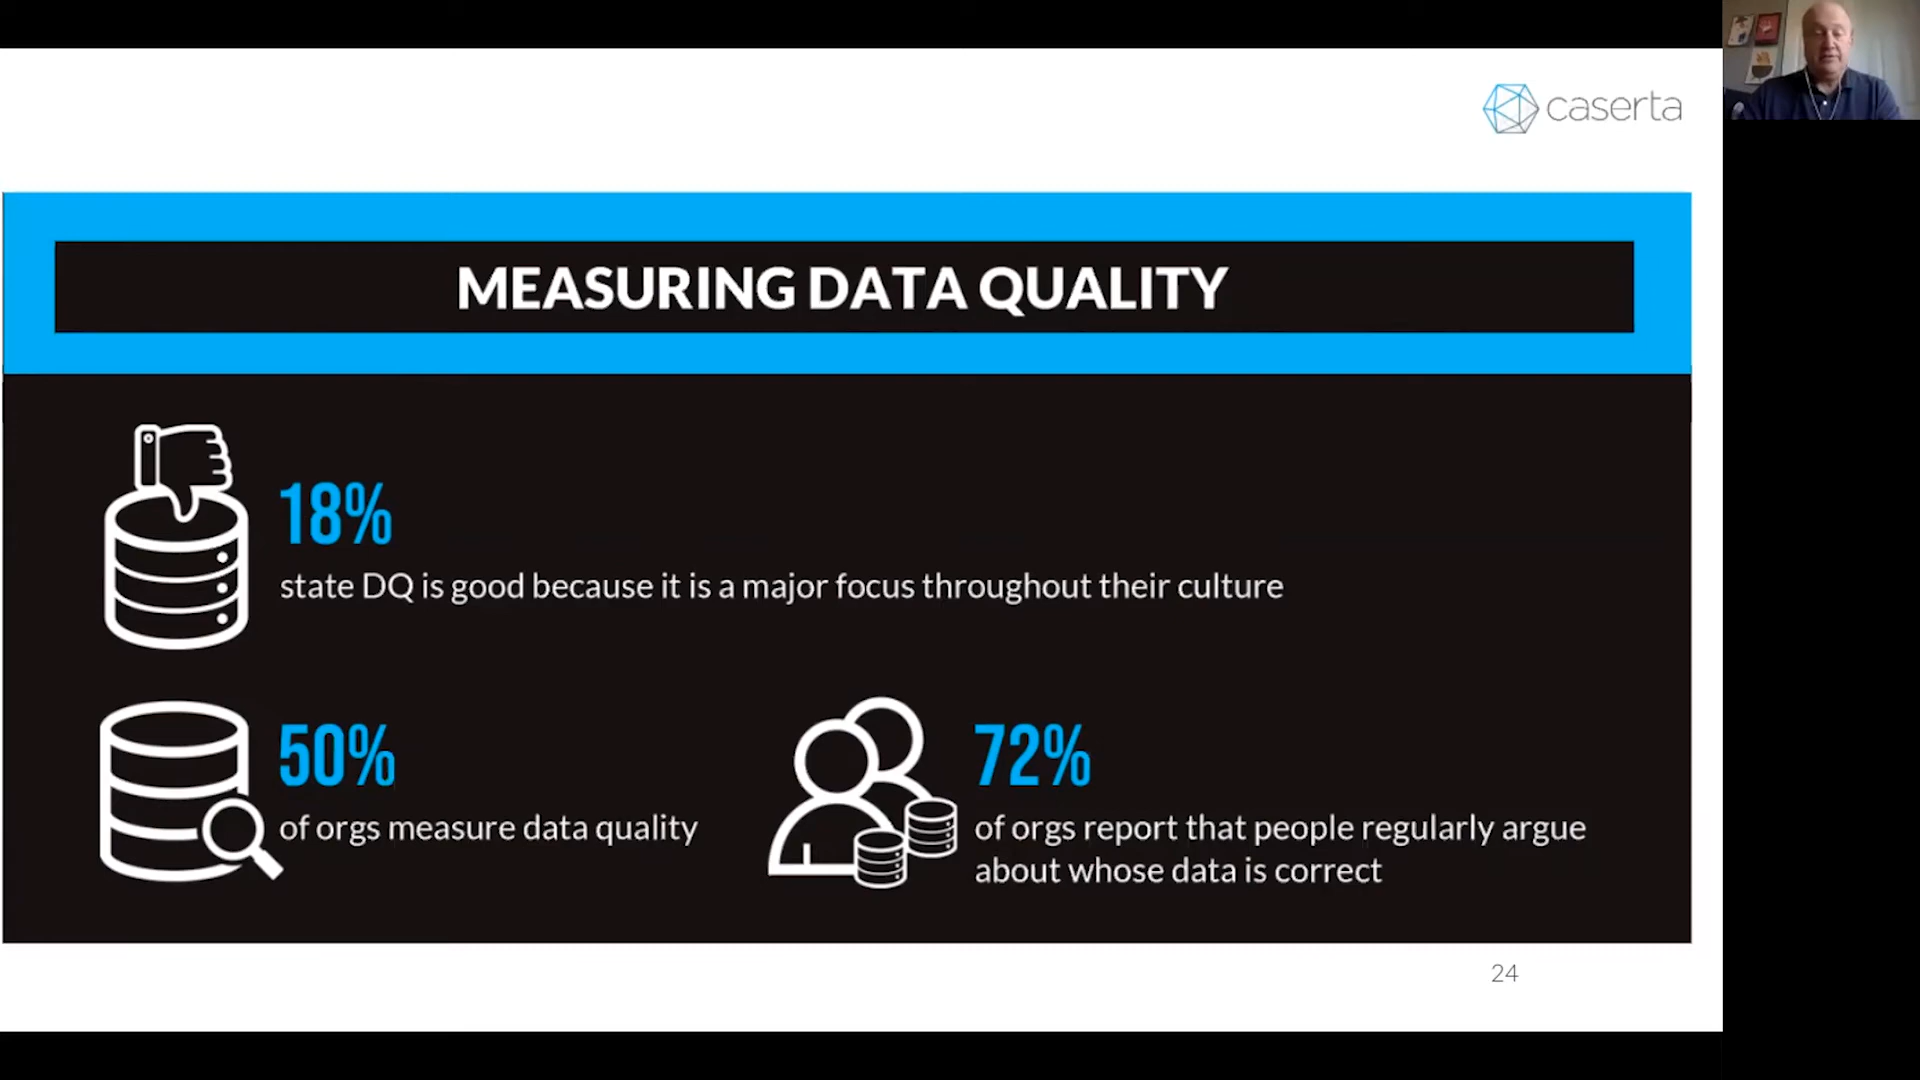 caserta
MEASURING DATA QUALITY
18%
state DQ is good because it is a major focus throughout their culture
50%
of orgs measure data quality
72%
of orgs report that people regularly argue
about whose data is correct
24